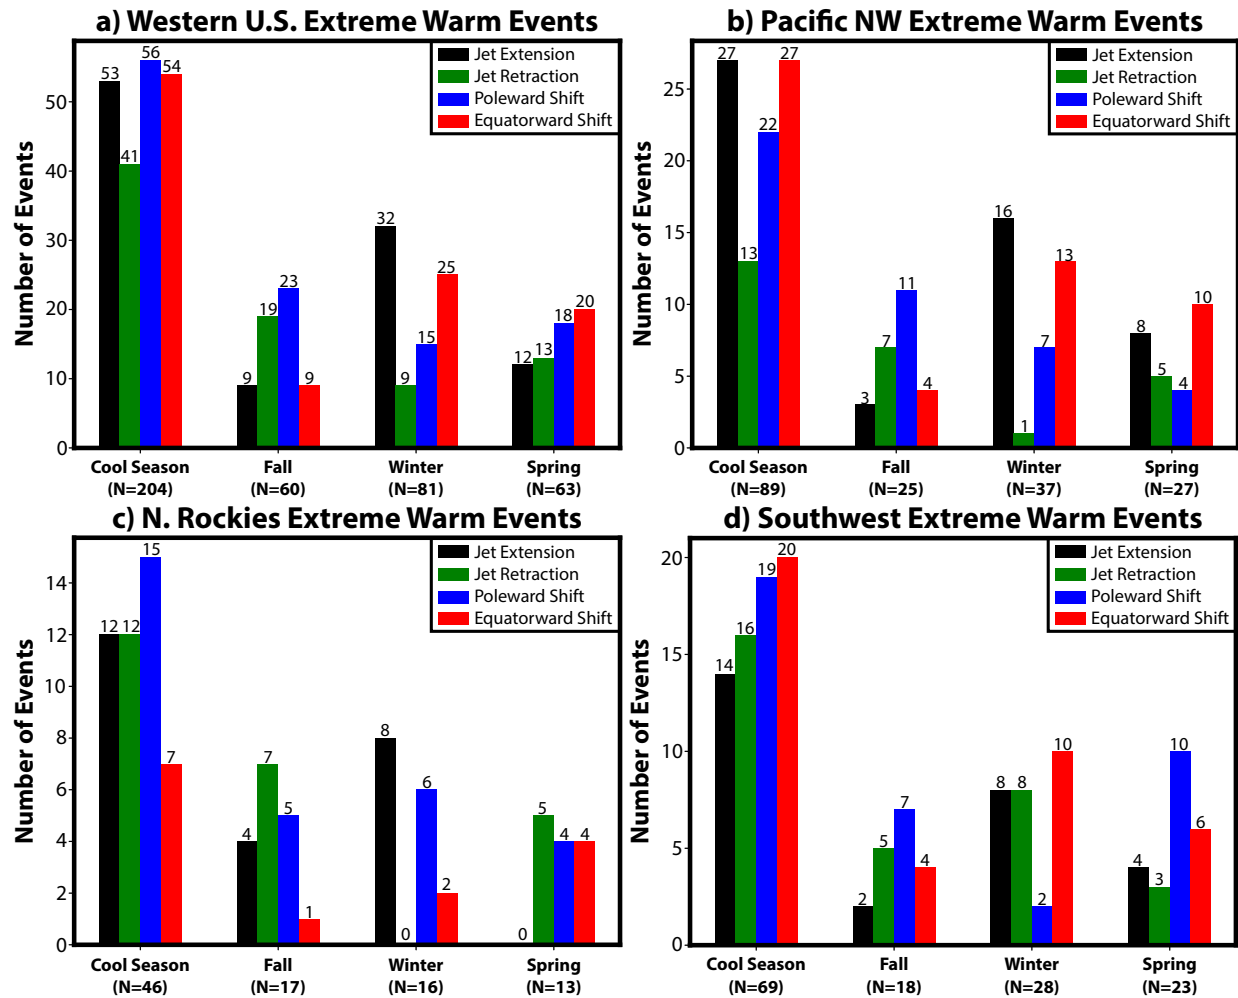 a) Western U.S. Extreme Warm Events
Number of Events
50
40
30
20
10
0
Jet Extension
Jet Retraction
Poleward Shift
Equatorward Shift
53
41
56
54
9
19
23
9
32
9
15
25
12
13
18
20
Cool Season Fall Winter Spring
(N=204) (N=60) (N=81) (N=63)
b) Pacific NW Extreme Warm Events
Number of Events
25
20
15
10
5
0
Jet Extension
Jet Retraction
Poleward Shift
Equatorward Shift
27
13
22
27
3
7
11
4
16
1
7
13
8
5
4
10
Cool Season Fall Winter Spring
(N=89) (N=25) (N=37) (N=27)
c) N. Rockies Extreme Warm Events
Number of Events
14
12
10
8
6
4
2
0
Jet Extension
Jet Retraction
Poleward Shift
Equatorward Shift
12
12
15
7
4
7
5
1
8
0
6
2
0
5
4
4
Cool Season Fall Winter Spring
(N=46) (N=17) (N=16) (N=13)
d) Southwest Extreme Warm Events
Number of Events
20
15
10
5
0
Jet Extension
Jet Retraction
Poleward Shift
Equatorward Shift
14
16
19
20
2
5
7
4
8
8
2
10
4
3
10
6
Cool Season Fall Winter Spring
(N=69) (N=18) (N=28) (N=23)